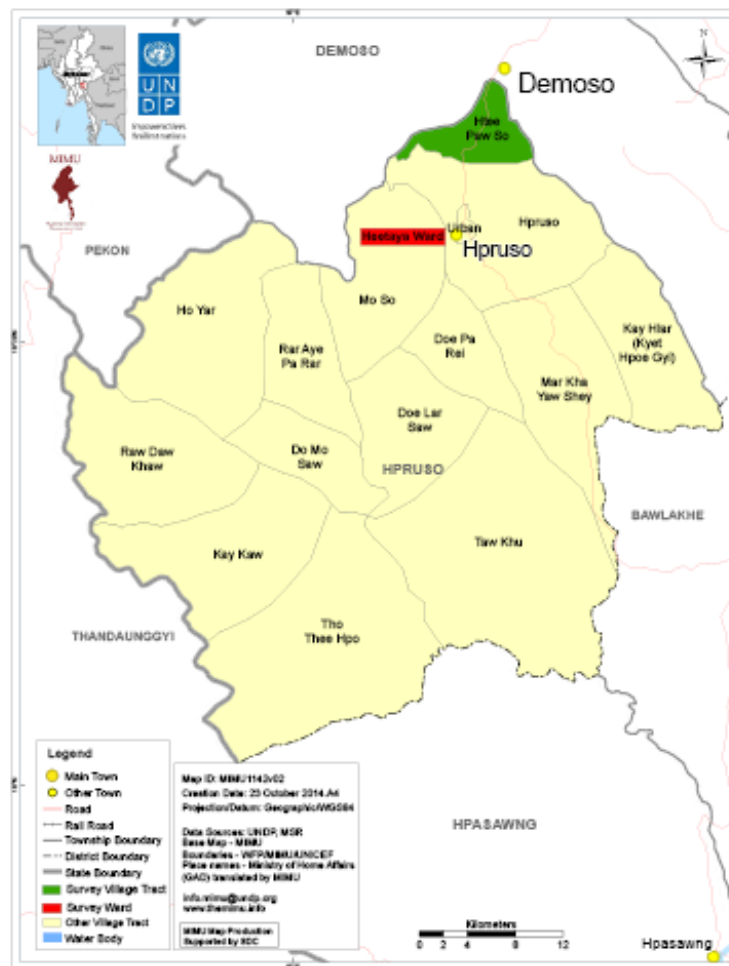 DEMOSO
N
Demoso
U N
D P
MIMU
Htee
Paw So
PEKON
Urban
Hpruso
Heetaya Ward
Hpruso
Ho Yar
Mo So
Rar Aye
Pa Rar
Doe Pa
Rei
Kay Hlar
(Kyet
Hpoe Gyi)
Mar Kha
Yaw Shey
Doe Lar
Saw
Raw Daw
Khaw
Do Mo
Saw
HPRUSO
BAWLAKHE
Taw Khu
Kay Kaw
Tho
Thee Hpo
THANDAUNGGYI
HPASAWNG
Legend
Main Town
Other Town
Road
Rail Road
Township Boundary
District Boundary
State Boundary
Survey Village Tract
Survey Ward
Other Village Tract
Water Body
Map ID: MIMU1143v02
Creation Date: 23 October 2014.A4
Projection/Datum: Geographic/WGS84
Data Sources: UNDP, MSR
Base Map - MIMU
Boundaries - WFP/MIMU/UNICEF
Place names - Ministry of Home Affairs
(GAD) translated by MIMU
info.mimu@undp.org
www.themimu.info
MIMU Map Production
Supported by SDC
Kilometers
0 2 4 8 12
Hpasawng